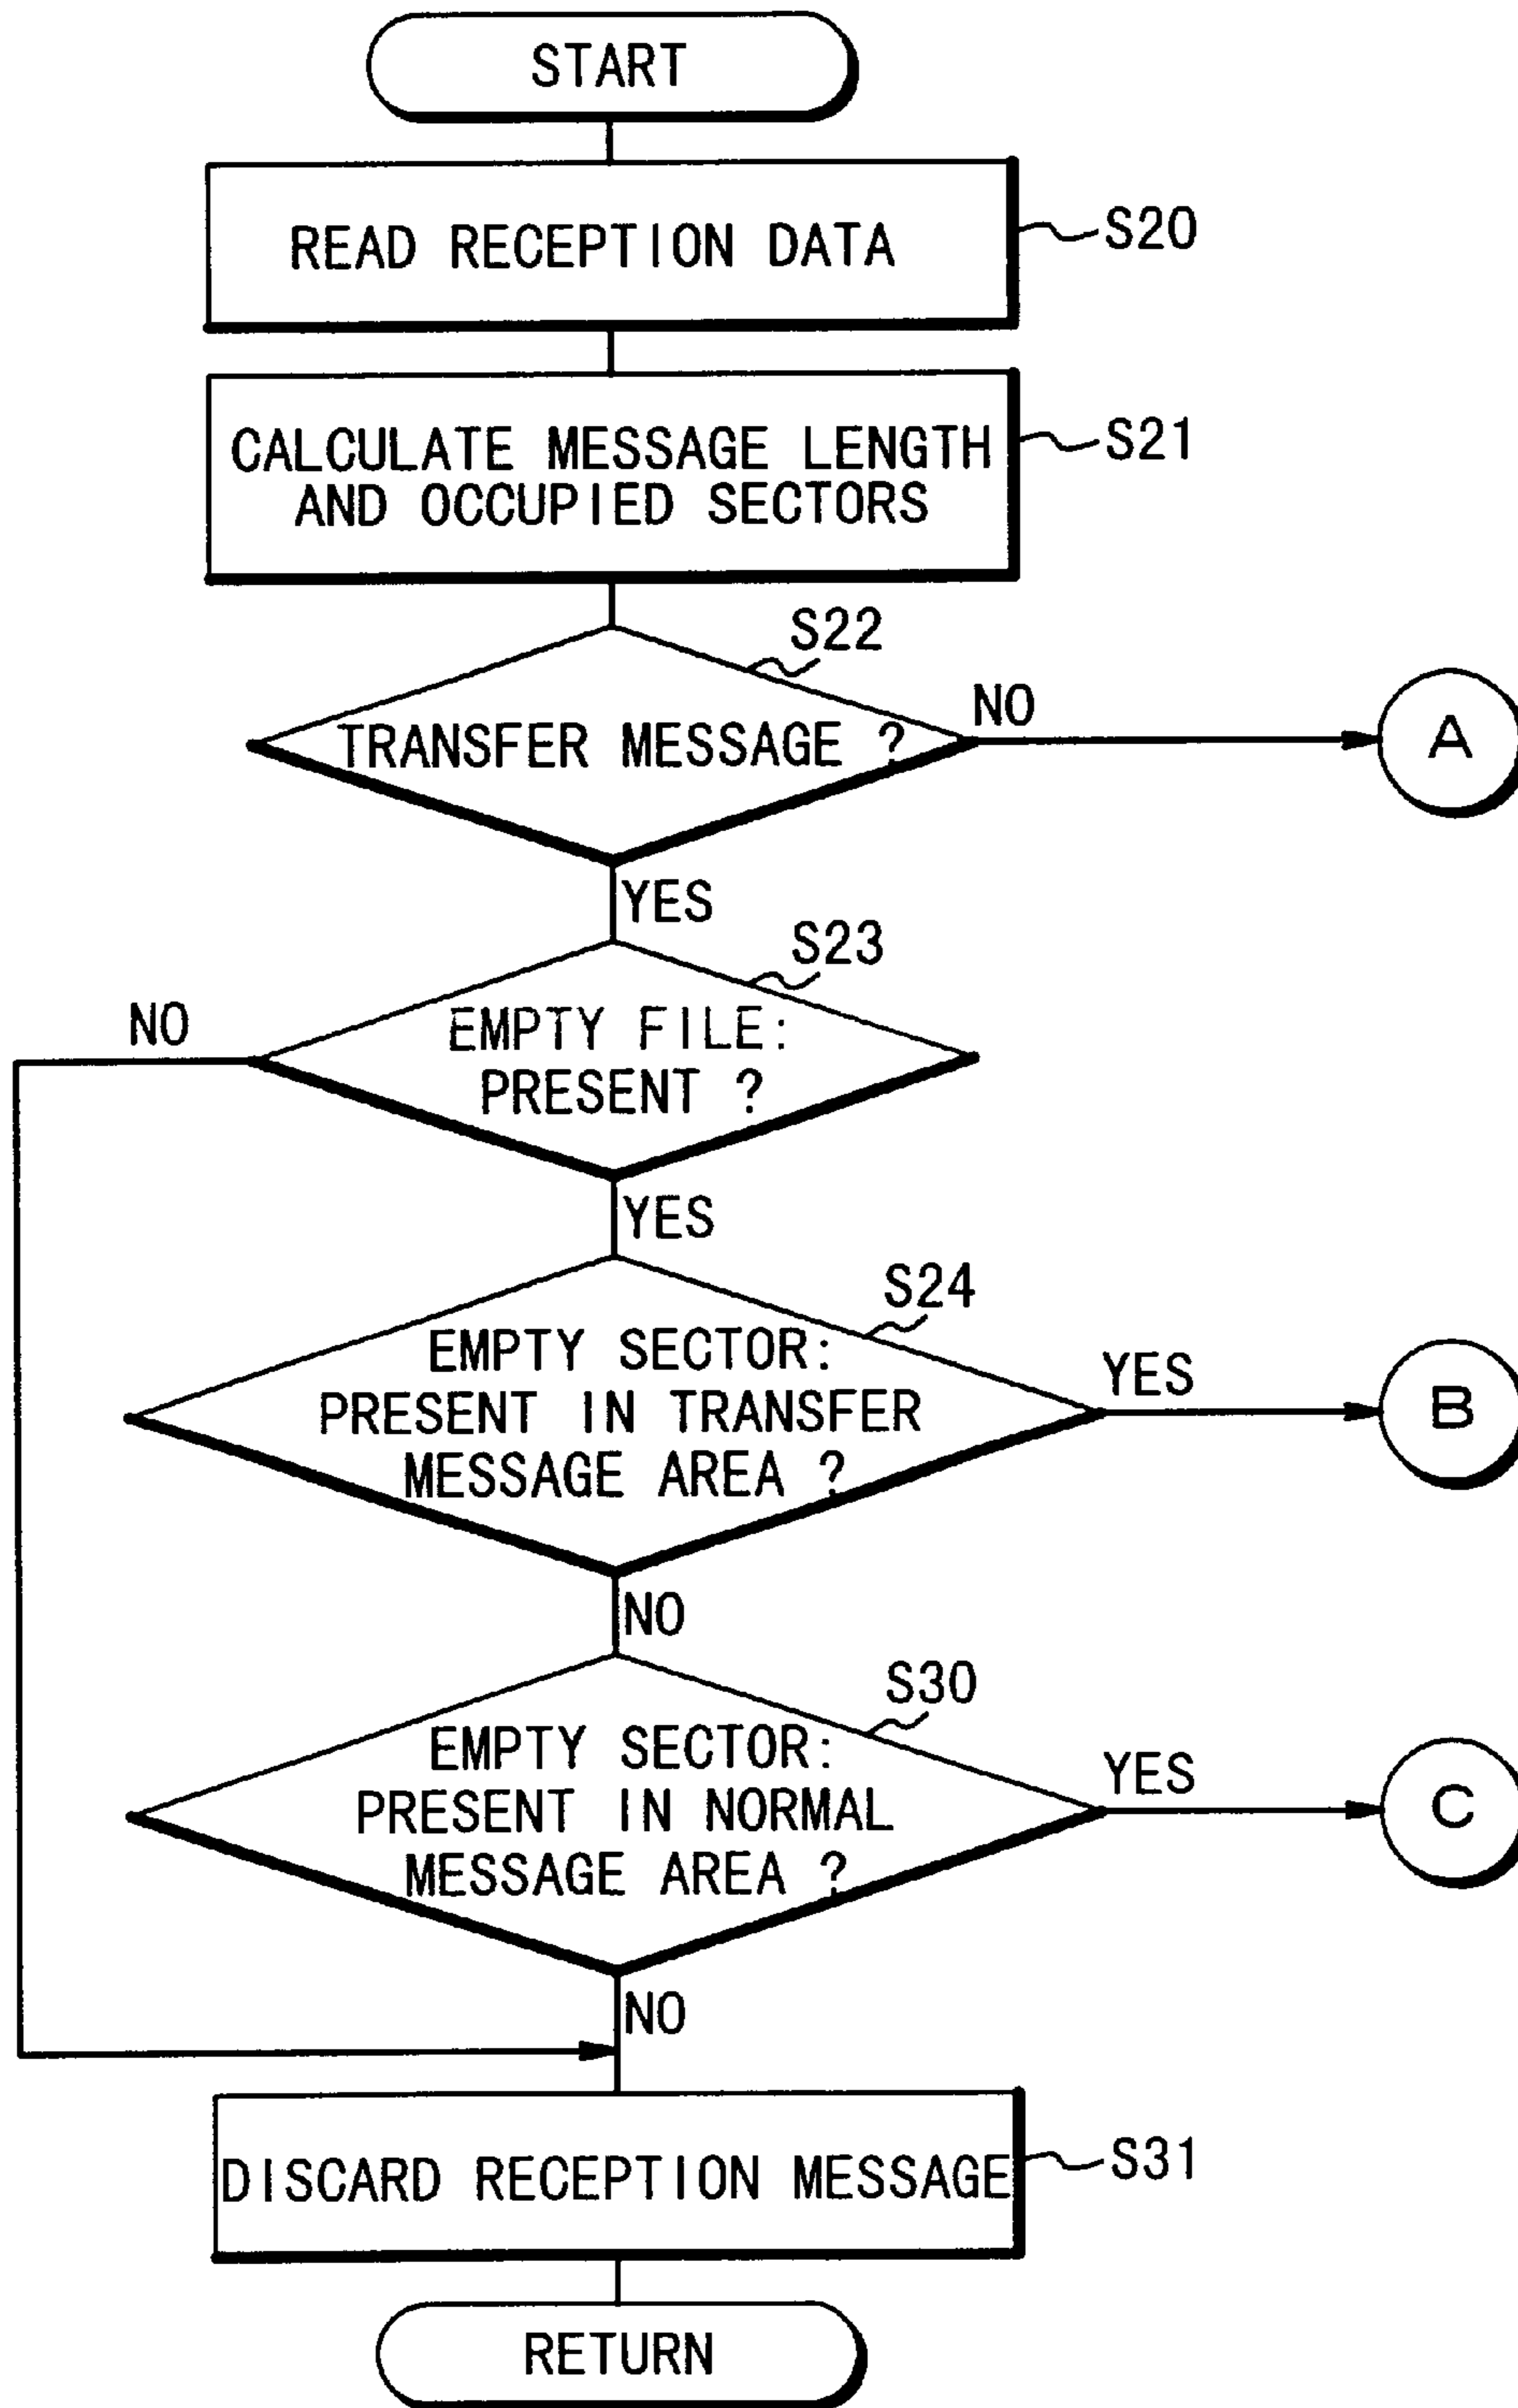 START
READ RECEPTION DATA
S20
CALCULATE MESSAGE LENGTH
AND OCCUPIED SECTORS
S21
S22
TRANSFER MESSAGE ?
NO
A
YES
S23
NO
EMPTY FILE:
PRESENT ?
YES
S24
EMPTY SECTOR:
PRESENT IN TRANSFER
MESSAGE AREA ?
YES
B
NO
S30
EMPTY SECTOR:
PRESENT IN NORMAL
MESSAGE AREA ?
YES
C
NO
DISCARD RECEPTION MESSAGE
S31
RETURN